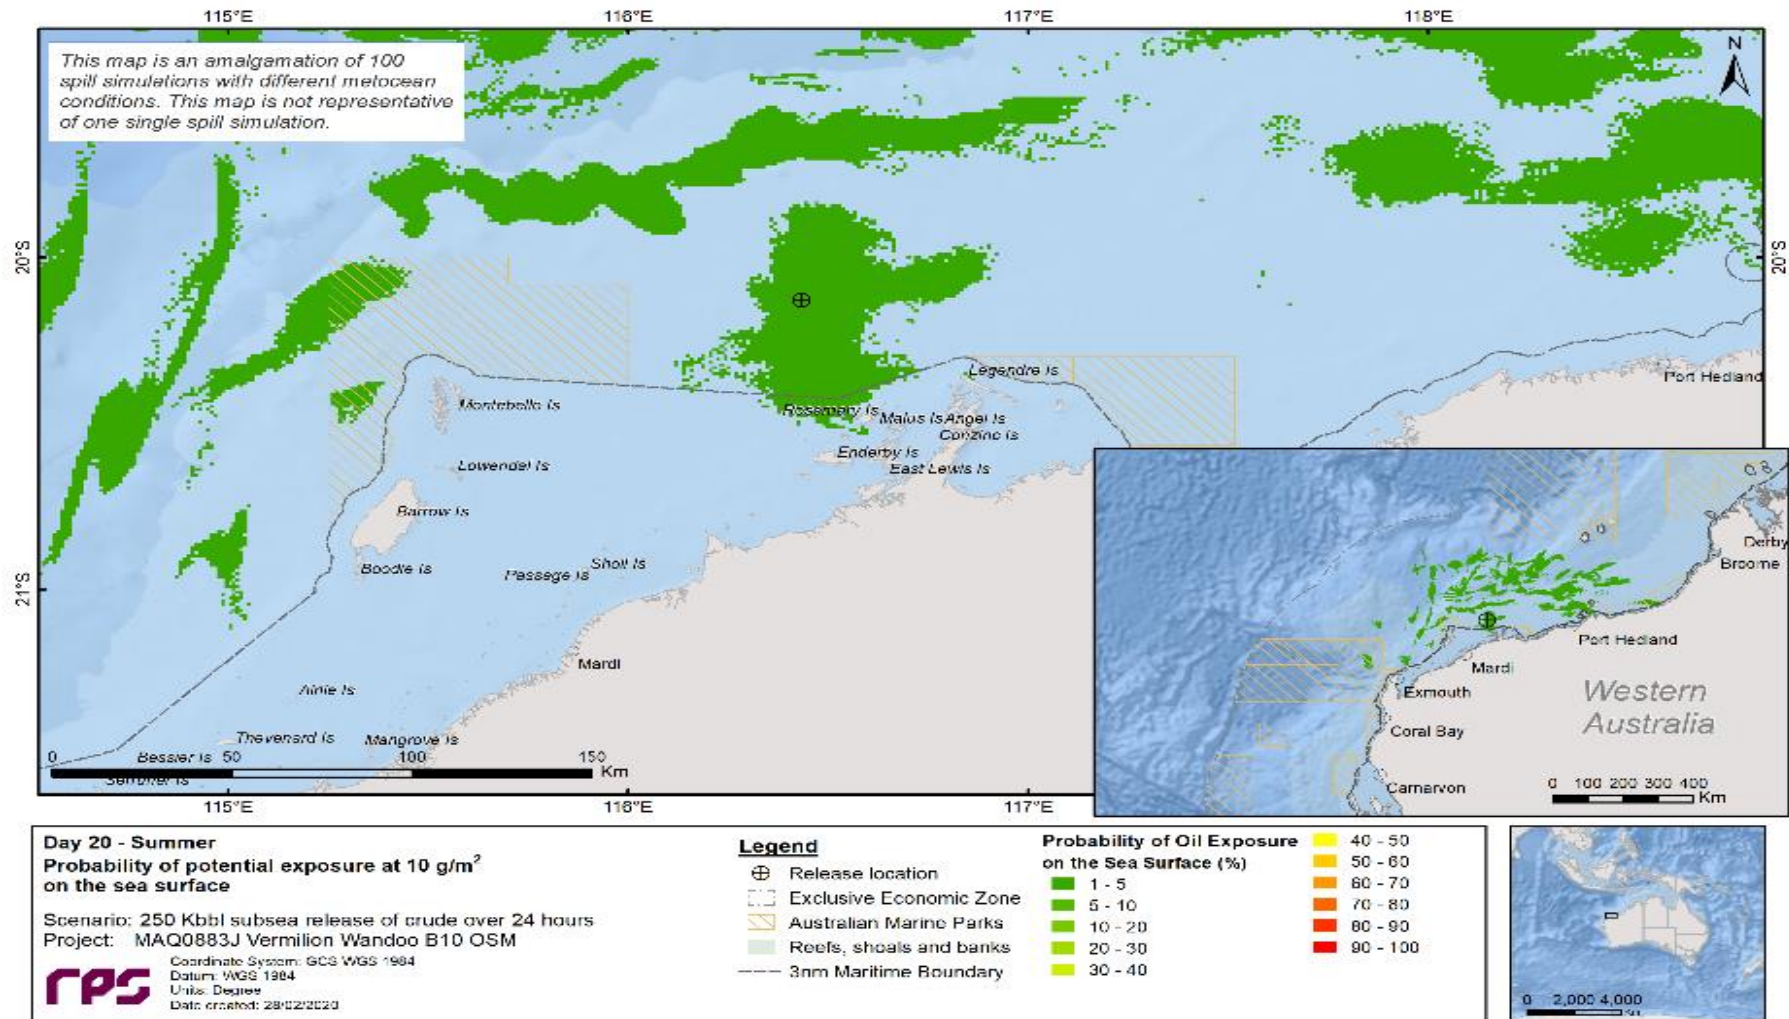 115°E
116°E
117°E
118°E
This map is an amalgamation of 100
spill simulations with different metocean
conditions. This map is not representative
of one single spill simulation.
N
20°S
20°S
Legendre Is
Port Hedland
Montebello Is
Rosemary Is
Malus Is
Angel Is
Conzinc Is
Enderby Is
East Lewis Is
Lowendal Is
Barrow Is
Boodie Is
Passage Is
Sholl Is
21°S
Mardi
Airlie Is
Thevenard Is
Mangrove Is
Bessier Is
Serrurier Is
0 50 100 150
Km
115°E
116°E
117°E
Derby
Broome
Port Hedland
Mardi
Exmouth
Western
Australia
Coral Bay
Carnarvon
0 100 200 300 400
Km
Day 20 - Summer
Probability of potential exposure at 10 g/m²
on the sea surface
Scenario: 250 Kbbl subsea release of crude over 24 hours
Project: MAQ0883J Vermilion Wandoo B10 OSM
rps
Coordinate System: GCS WGS 1984
Datum: WGS 1984
Units: Degree
Date created: 28/02/2020
Legend
Release location
Exclusive Economic Zone
Australian Marine Parks
Reefs, shoals and banks
3nm Maritime Boundary
Probability of Oil Exposure
on the Sea Surface (%)
1 - 5
5 - 10
10 - 20
20 - 30
30 - 40
40 - 50
50 - 60
60 - 70
70 - 80
80 - 90
90 - 100
0 2,000 4,000
Km